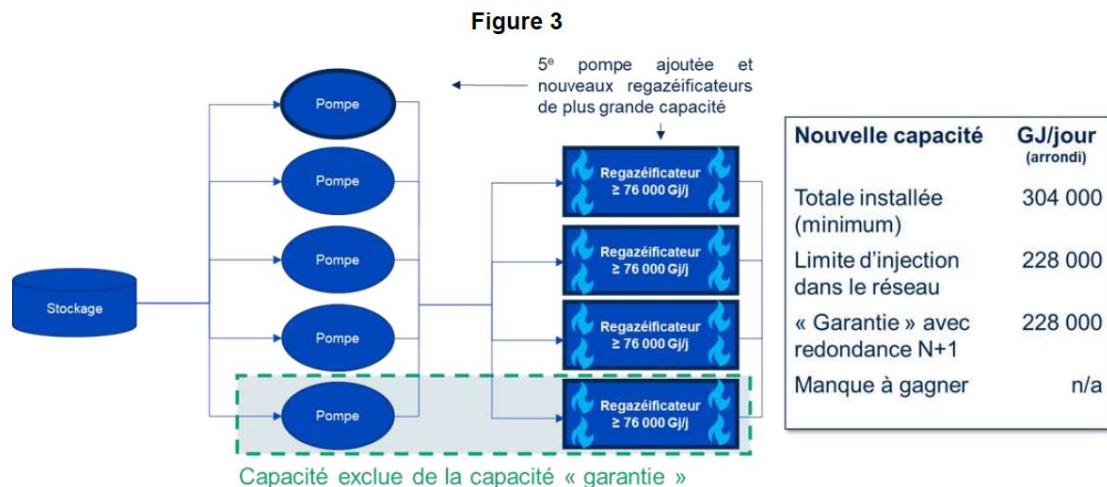 Figure 3
5e pompe ajoutée et
nouveaux regazéificateurs
de plus grande capacité
Stockage
Pompe
Pompe
Pompe
Pompe
Pompe
Regazéificateur
≥ 76 000 Gj/j
Regazéificateur
≥ 76 000 Gj/j
Regazéificateur
≥ 76 000 Gj/j
Regazéificateur
≥ 76 000 Gj/j
Capacité exclue de la capacité « garantie »
Nouvelle capacité GJ/jour
(arrondi)
Totale installée 304 000
(minimum)
Limite d'injection 228 000
dans le réseau
« Garantie » avec 228 000
redondance N+1
Manque à gagner n/a